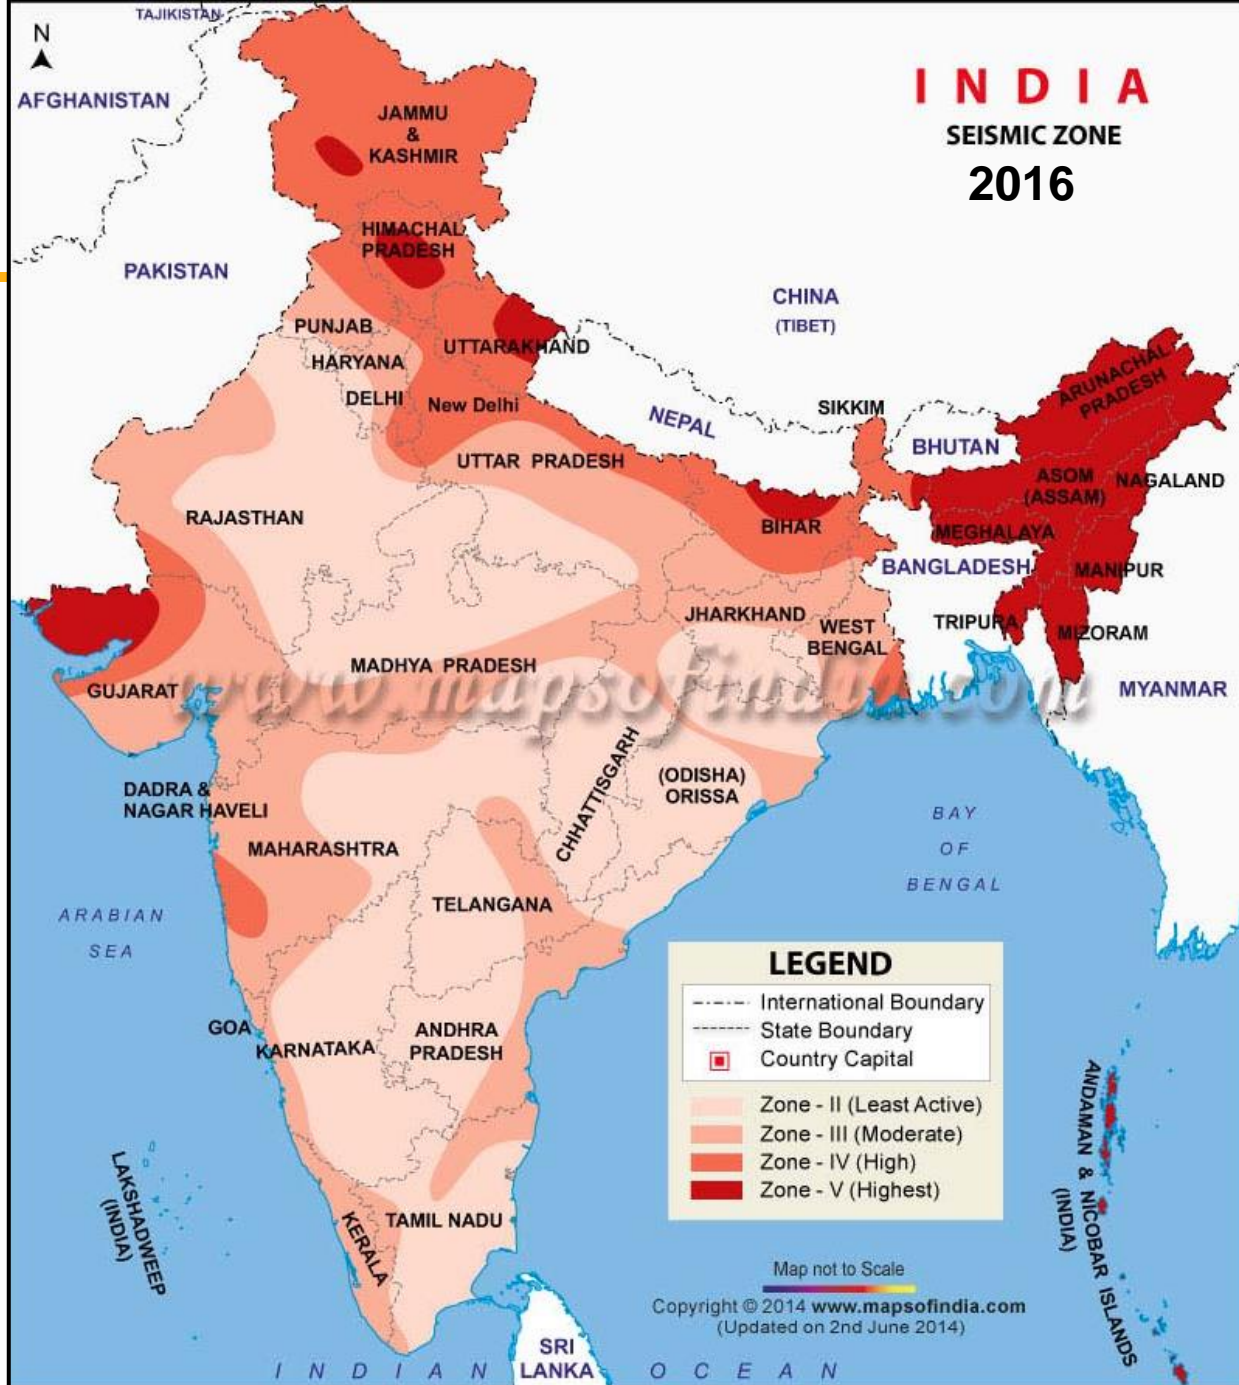 TAJIKISTAN
N
AFGHANISTAN
I N D I A
SEISMIC ZONE
2016
JAMMU
&
KASHMIR
HIMACHAL
PRADESH
PAKISTAN
CHINA
(TIBET)
PUNJAB
UTTARAKHAND
HARYANA
DELHI
New Delhi
NEPAL
SIKKIM
BHUTAN
ARUNACHAL
PRADESH
UTTAR PRADESH
ASOM
(ASSAM)
NAGALAND
RAJASTHAN
BIHAR
MEGHALAYA
BANGLADESH
MANIPUR
JHARKHAND
WEST
BENGAL
TRIPURA
MIZORAM
MADHYA PRADESH
GUJARAT
www.mapsofindia.com
MYANMAR
DADRA &
NAGAR HAVELI
CHHATTISGARH
(ODISHA)
ORISSA
BAY
OF
BENGAL
MAHARASHTRA
TELANGANA
ARABIAN
SEA
GOA
KARNATAKA
ANDHRA
PRADESH
LEGEND
International Boundary
State Boundary
Country Capital
Zone - II (Least Active)
Zone - III (Moderate)
Zone - IV (High)
Zone - V (Highest)
ANDAMAN & NICOBAR ISLANDS
(INDIA)
LAKSHADWEEP
(INDIA)
KERALA
TAMIL NADU
Map not to Scale
Copyright © 2014 www.mapsofindia.com
(Updated on 2nd June 2014)
SRI
LANKA
I N D I A N O C E A N